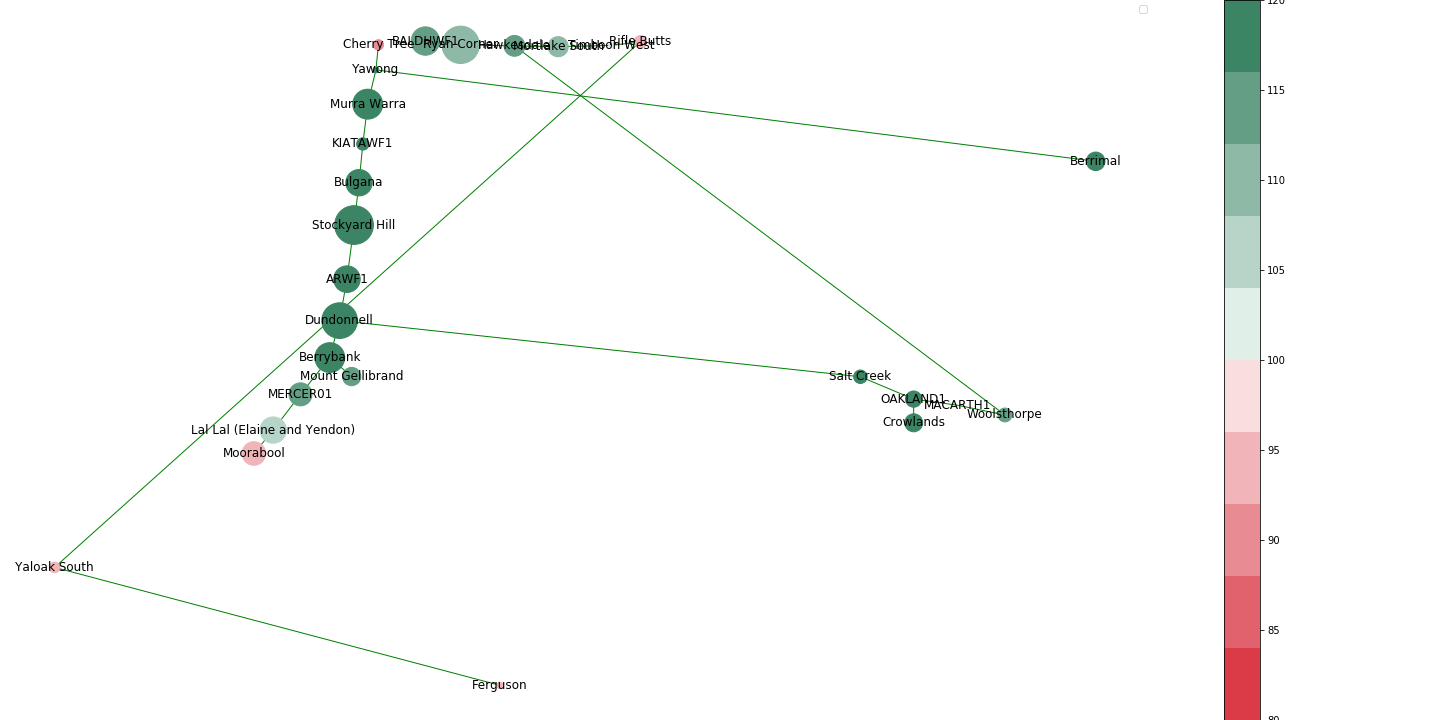 120
Rifle Butts
BALDHWF1
Cherry Tree
Ryan Corner
Hawkesdale
Mortlake South
Timboon West
Yawong
115
Murra Warra
KIATAWF1
Berrimal
Bulgana
110
Stockyard Hill
105
ARWF1
Dundonnell
Berrybank
100
Mount Gellibrand
Salt Creek
MERCER01
OAKLAND1
MACARTH1
Woolsthorpe
Crowlands
Lal Lal (Elaine and Yendon)
95
Moorabool
90
Yaloak South
85
Ferguson
80